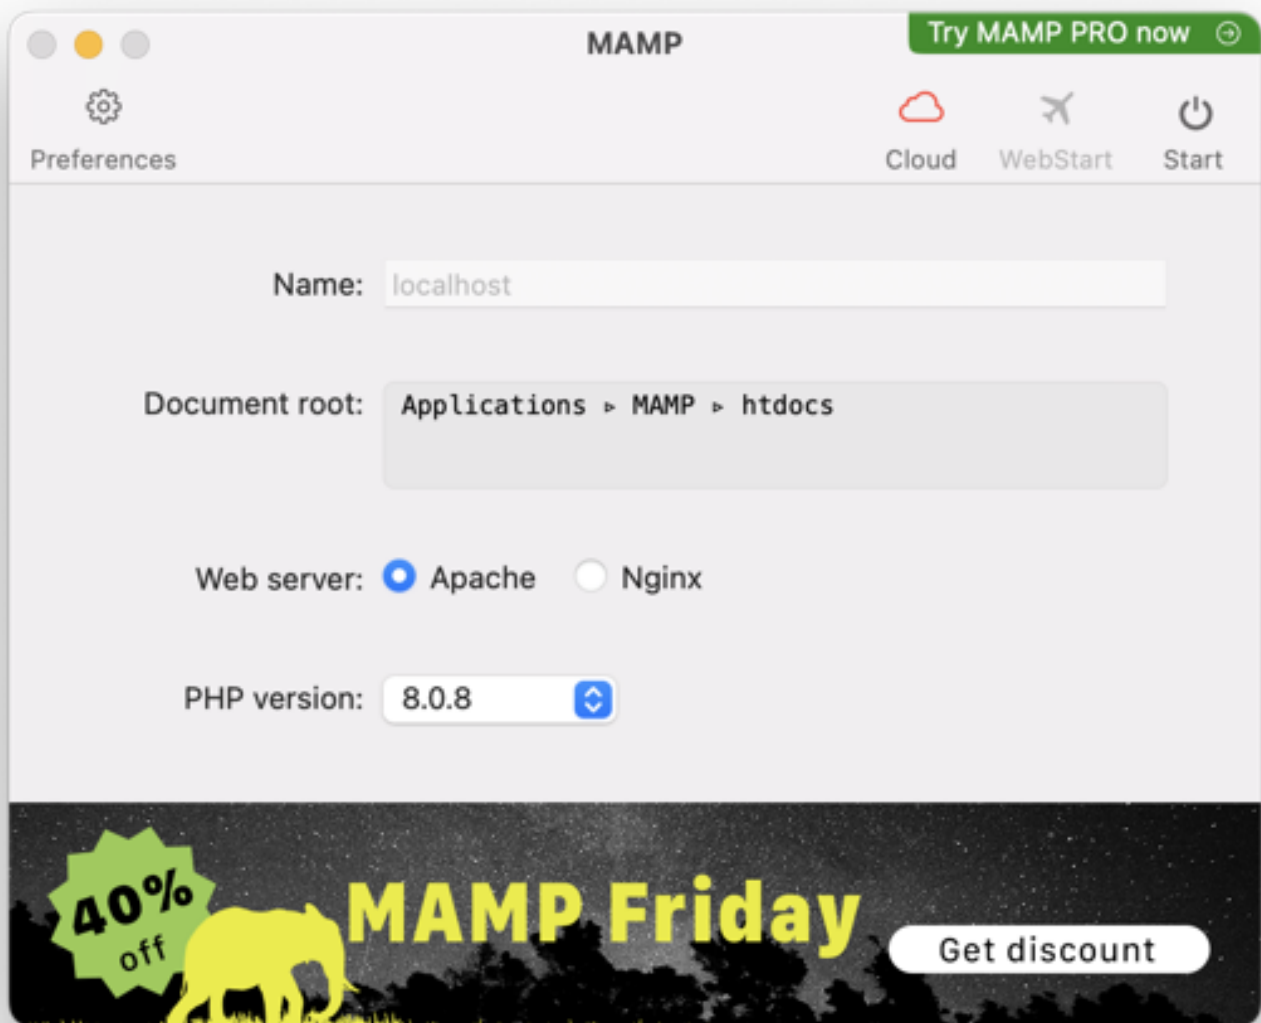 MAMP
Try MAMP PRO now
Preferences
Cloud
WebStart
Start
Name: localhost
Document root: Applications ▹ MAMP ▹ htdocs
Web server: Apache Nginx
PHP version: 8.0.8
40%
off
MAMP Friday
Get discount